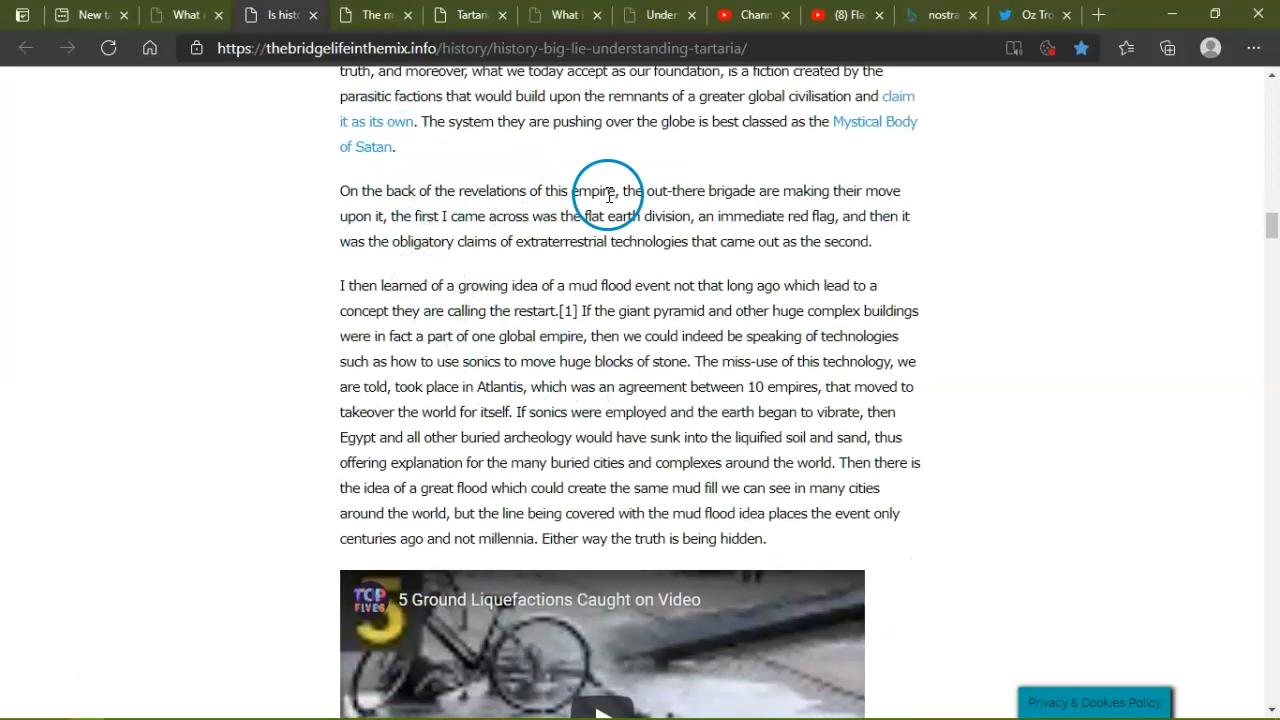 New ta
What i
Is histo
The m
Tartari
What i
Under
Chann
(8) Fla
nostra
Oz Tro
https://thebridgelifeinthemix.info/history/history-big-lie-understanding-tartaria/
truth, and moreover, what we today accept as our foundation, is a fiction created by the
parasitic factions that would build upon the remnants of a greater global civilisation and claim
it as its own. The system they are pushing over the globe is best classed as the Mystical Body
of Satan.
On the back of the revelations of this empire, the out-there brigade are making their move
upon it, the first I came across was the flat earth division, an immediate red flag, and then it
was the obligatory claims of extraterrestrial technologies that came out as the second.
I then learned of a growing idea of a mud flood event not that long ago which lead to a
concept they are calling the restart.[1] If the giant pyramid and other huge complex buildings
were in fact a part of one global empire, then we could indeed be speaking of technologies
such as how to use sonics to move huge blocks of stone. The miss-use of this technology, we
are told, took place in Atlantis, which was an agreement between 10 empires, that moved to
takeover the world for itself. If sonics were employed and the earth began to vibrate, then
Egypt and all other buried archeology would have sunk into the liquified soil and sand, thus
offering explanation for the many buried cities and complexes around the world. Then there is
the idea of a great flood which could create the same mud fill we can see in many cities
around the world, but the line being covered with the mud flood idea places the event only
centuries ago and not millennia. Either way the truth is being hidden.
TOP
FIVES
5
5 Ground Liquefactions Caught on Video
Privacy & Cookies Policy